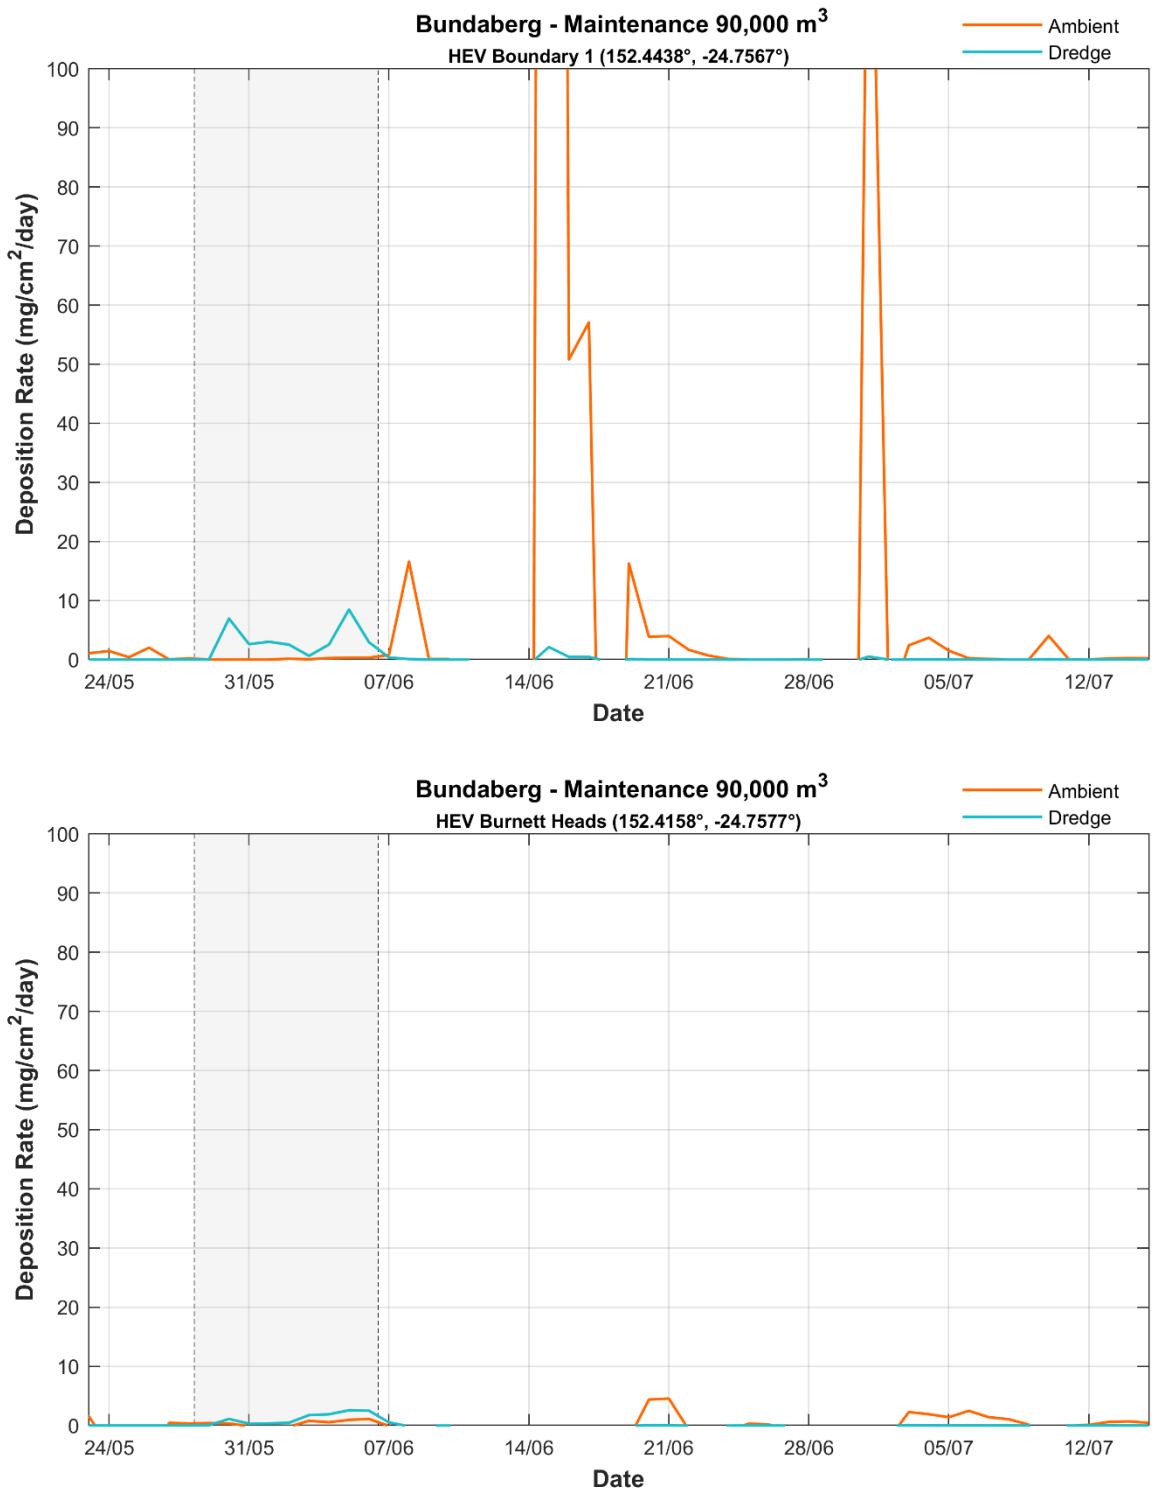 Bundaberg - Maintenance 90,000 m³
HEV Boundary 1 (152.4438°, -24.7567°)
Ambient
Dredge
Deposition Rate (mg/cm²/day)
100
90
80
70
60
50
40
30
20
10
0
24/05 31/05 07/06 14/06 21/06 28/06 05/07 12/07
Date
Bundaberg - Maintenance 90,000 m³
HEV Burnett Heads (152.4158°, -24.7577°)
Ambient
Dredge
Deposition Rate (mg/cm²/day)
100
90
80
70
60
50
40
30
20
10
0
24/05 31/05 07/06 14/06 21/06 28/06 05/07 12/07
Date